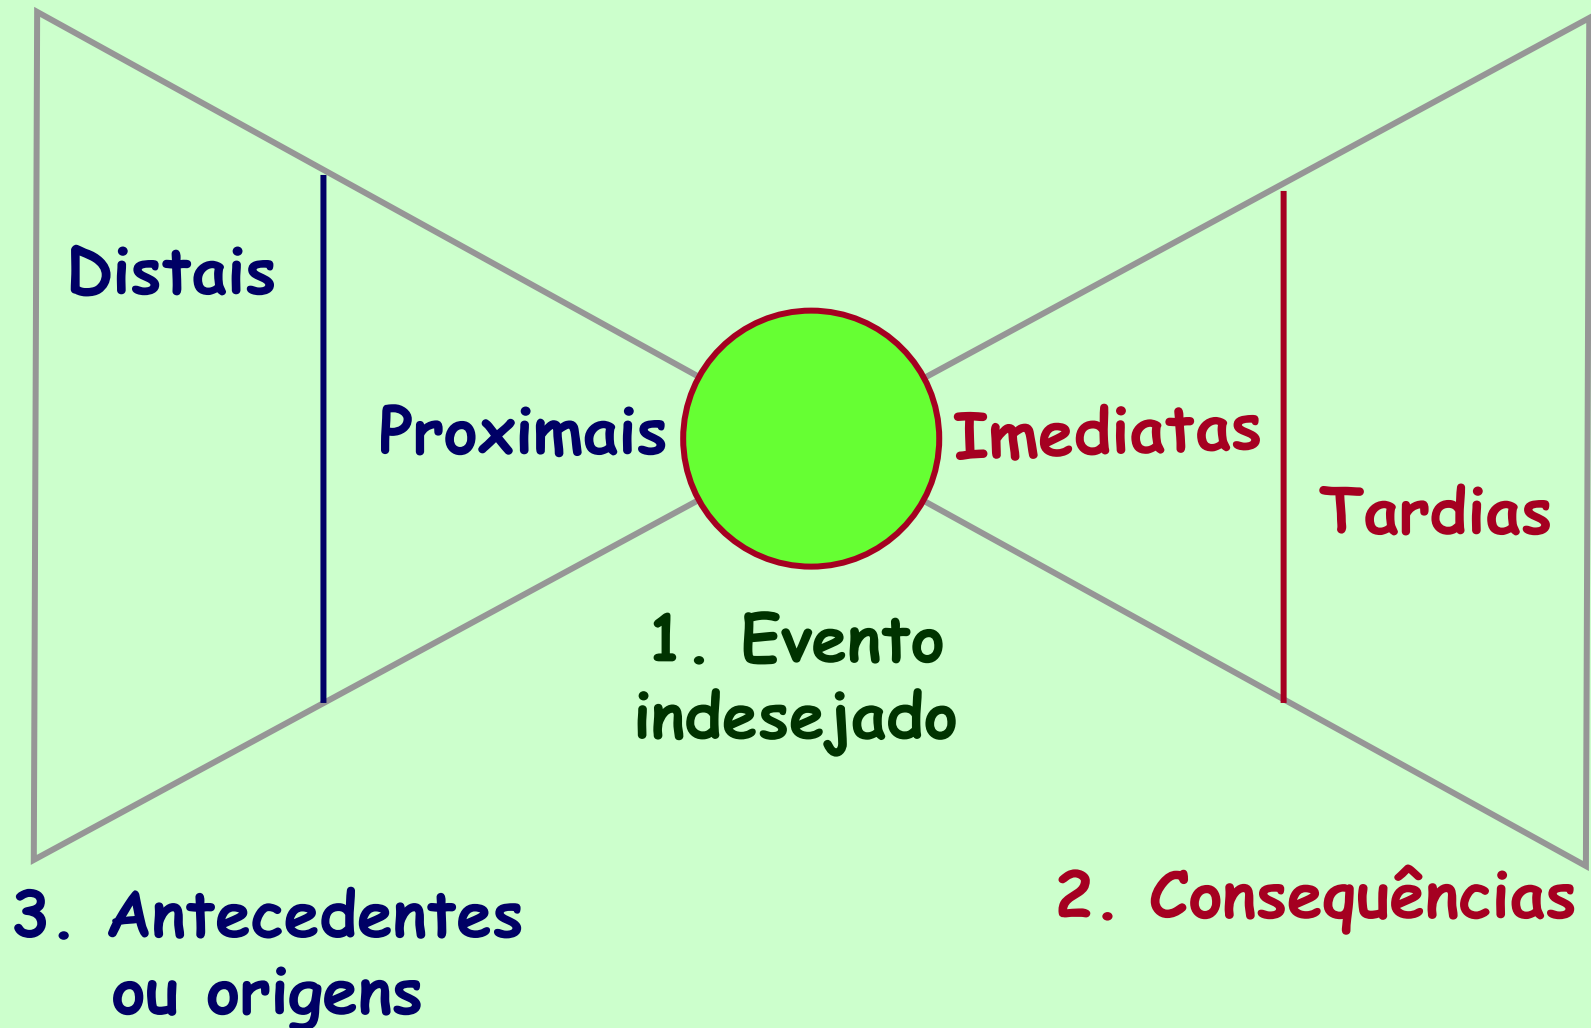 Distais
Proximais
Imediatas
Tardias
1. Evento
indesejado
2. Consequências
3. Antecedentes
ou origens